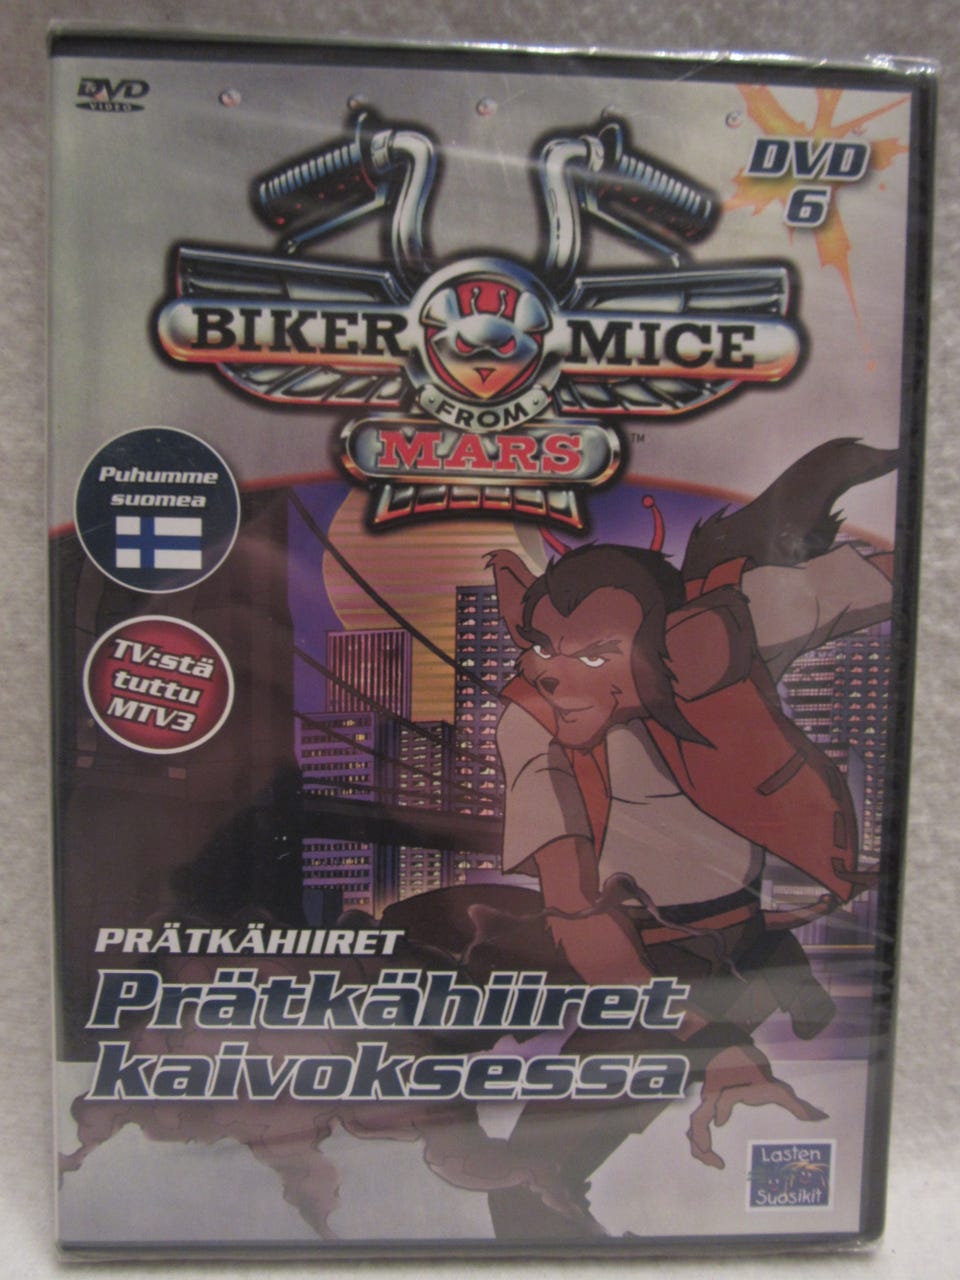 DVD
VIDEO
DVD
6
BIKER MICE
FROM
MARS
TM
Puhumme
suomea
TV:stä
tuttu
MTV3
PRÄTKÄHIIRET
Prätkähiiret
kaivoksessa
Lasten
Suosikit